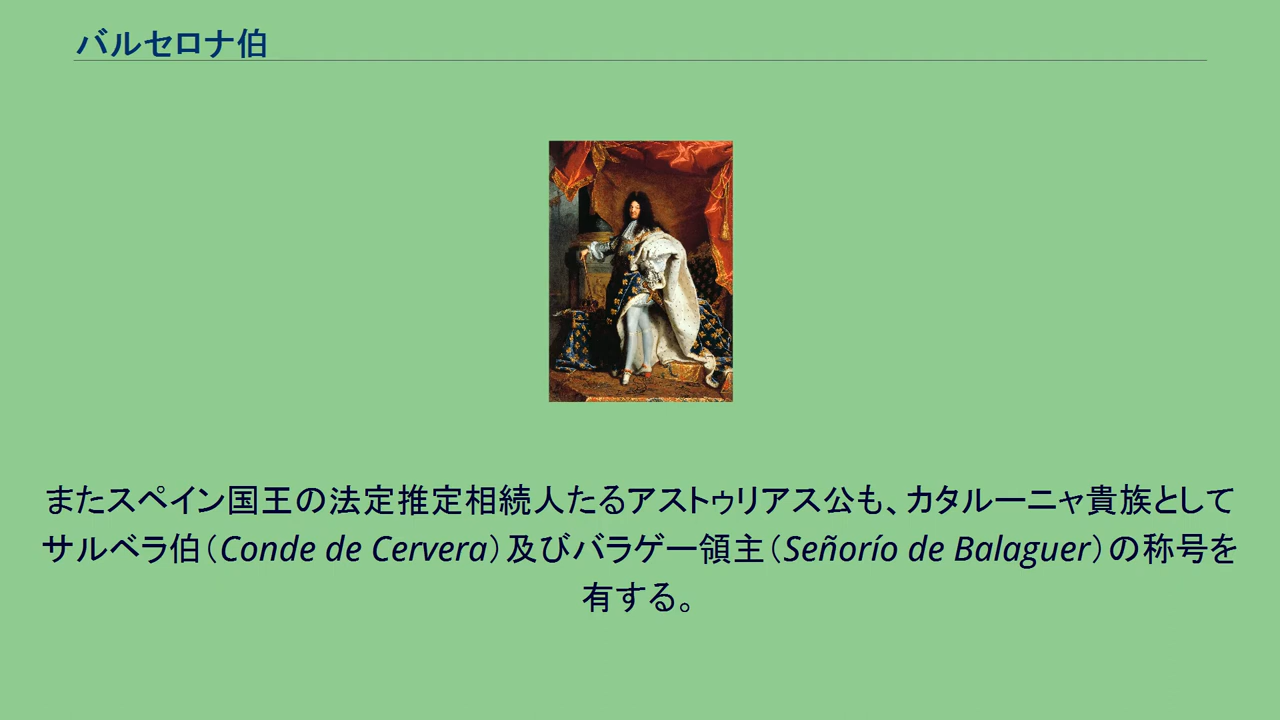 バルセロナ伯
またスペイン国王の法定推定相続人たるアストゥリアス公も、カタルーニャ貴族として
サルベラ伯（Conde de Cervera）及びバラゲー領主（Señorío de Balaguer）の称号を
有する。